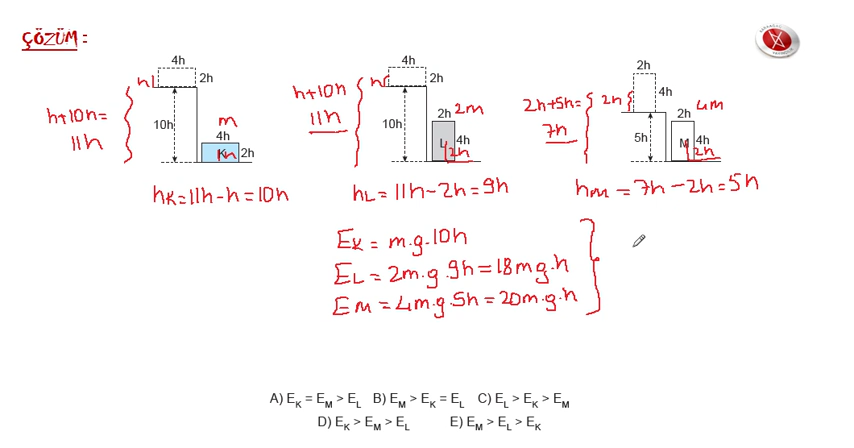 ÇÖZÜM:
4h
2h
h
h+10h=
11h
10h
m
4h
K
h
2h
hK=11h-h=10h
4h
2h
h
h+10h
11h
10h
2h 2m
L
4h
2h
hL=11h-2h=9h
2h
4h
2h+5h=
7h
2h
5h
4m
2h
M
4h
2h
hM=7h-2h=5h
EK=m.g.10h
EL=2m.g.9h=18m.g.h
EM=4m.g.5h=20m.g.h
A) EK = EM > EL B) EM > EK = EL C) EL > EK > EM
D) EK > EM > EL E) EM > EL > EK